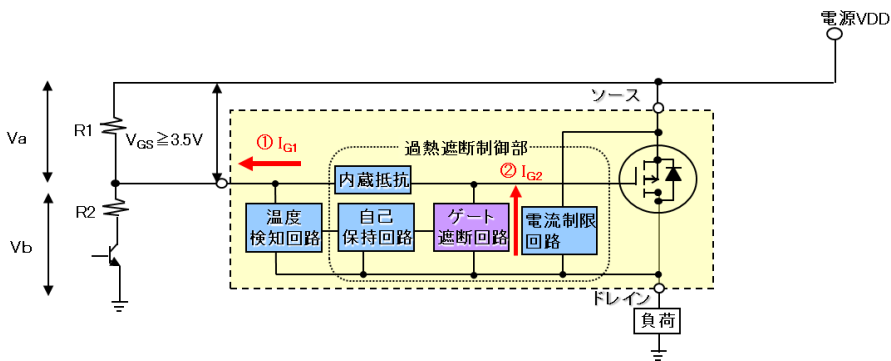 電源VDD
ソース
Va
R1
VGS≧3.5V
① IG1
過熱遮断制御部
② IG2
内蔵抵抗
R2
Vb
温度
検知回路
自己
保持回路
ゲート
遮断回路
電流制限
回路
ドレイン
負荷